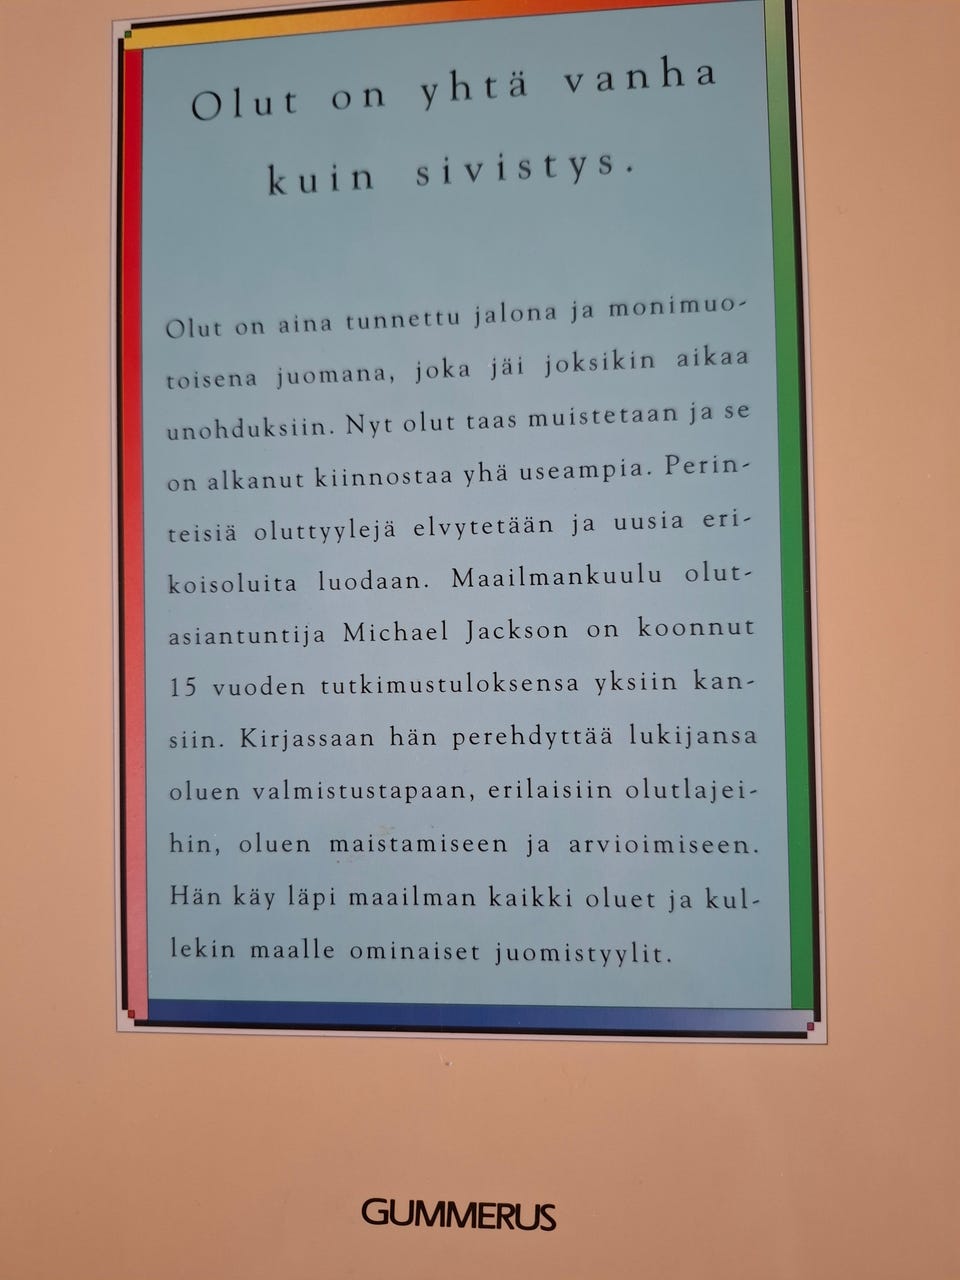 Olut on yhtä vanha
kuin sivistys.
Olut on aina tunnettu jalona ja monimuo-
toisena juomana, joka jäi joksikin aikaa
unohduksiin. Nyt olut taas muistetaan ja se
on alkanut kiinnostaa yhä useampia. Perin-
teisiä oluttyylejä elvytetään ja uusia eri-
koisoluita luodaan. Maailmankuulu olut-
asiantuntija Michael Jackson on koonnut
15 vuoden tutkimustuloksensa yksiin kan-
siin. Kirjassaan hän perehdyttää lukijansa
oluen valmistustapaan, erilaisiin olutlajei-
hin, oluen maistamiseen ja arvioimiseen.
Hän käy läpi maailman kaikki oluet ja kul-
lekin maalle ominaiset juomistyylit.
GUMMERUS